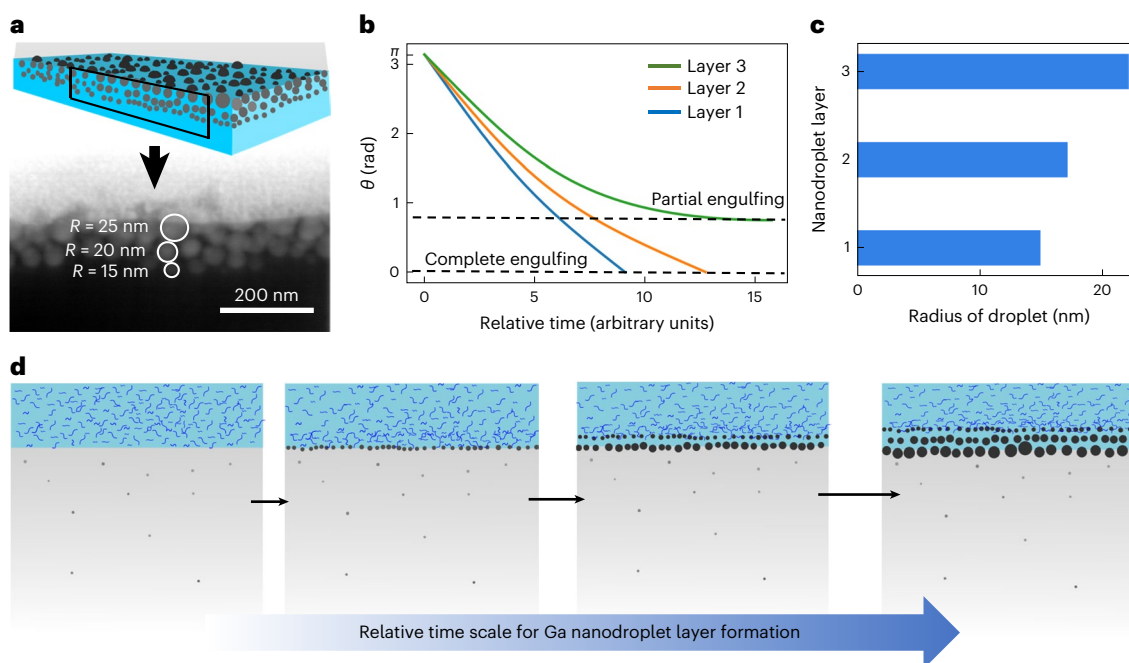 a
R = 25 nm
R = 20 nm
R = 15 nm
200 nm
b
π
3
2
1
0
θ (rad)
Layer 3
Layer 2
Layer 1
Partial engulfing
Complete engulfing
0
5
10
15
Relative time (arbitrary units)
c
Nanodroplet layer
3
2
1
0
10
20
Radius of droplet (nm)
d
Relative time scale for Ga nanodroplet layer formation